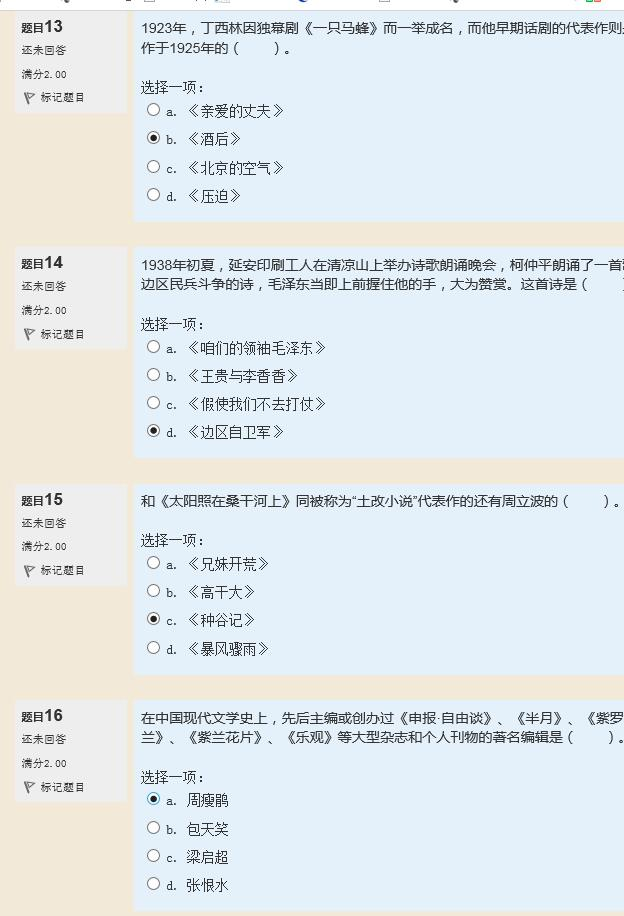 题目13
还未回答
满分2.00
标记题目
1923年，丁西林因独幕剧《一只马蜂》而一举成名，而他早期话剧的代表作则
作于1925年的（　　）。
选择一项：
a. 《亲爱的丈夫》
b. 《酒后》
c. 《北京的空气》
d. 《压迫》
题目14
还未回答
满分2.00
标记题目
1938年初夏，延安印刷工人在清凉山上举办诗歌朗诵晚会，柯仲平朗诵了一首
边区民兵斗争的诗，毛泽东当即上前握住他的手，大为赞赏。这首诗是（　　）
选择一项：
a. 《咱们的领袖毛泽东》
b. 《王贵与李香香》
c. 《假使我们不去打仗》
d. 《边区自卫军》
题目15
还未回答
满分2.00
标记题目
和《太阳照在桑干河上》同被称为“土改小说”代表作的还有周立波的（　　）。
选择一项：
a. 《兄妹开荒》
b. 《高干大》
c. 《种谷记》
d. 《暴风骤雨》
题目16
还未回答
满分2.00
标记题目
在中国现代文学史上，先后主编或创办过《申报·自由谈》、《半月》、《紫罗
兰》、《紫兰花片》、《乐观》等大型杂志和个人刊物的著名编辑是（　　）。
选择一项：
a. 周瘦鹃
b. 包天笑
c. 梁启超
d. 张恨水